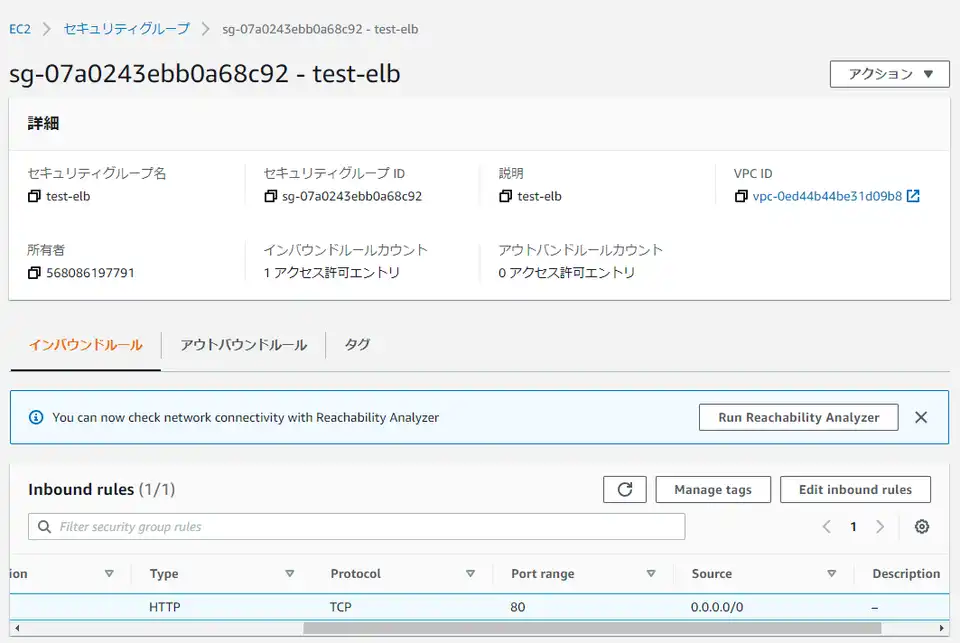 EC2 セキュリティグループ sg-07a0243ebb0a68c92 - test-elb
sg-07a0243ebb0a68c92 - test-elb
アクション
詳細
セキュリティグループ名 セキュリティグループ ID 説明 VPC ID
test-elb sg-07a0243ebb0a68c92 test-elb vpc-0ed44b44be31d09b8
所有者 インバウンドルールカウント アウトバンドルールカウント
568086197791 1 アクセス許可エントリ 0 アクセス許可エントリ
インバウンドルール アウトバウンドルール タグ
You can now check network connectivity with Reachability Analyzer Run Reachability Analyzer
Inbound rules (1/1) Manage tags Edit inbound rules
Filter security group rules 1
ion Type Protocol Port range Source Description
HTTP TCP 80 0.0.0.0/0 –